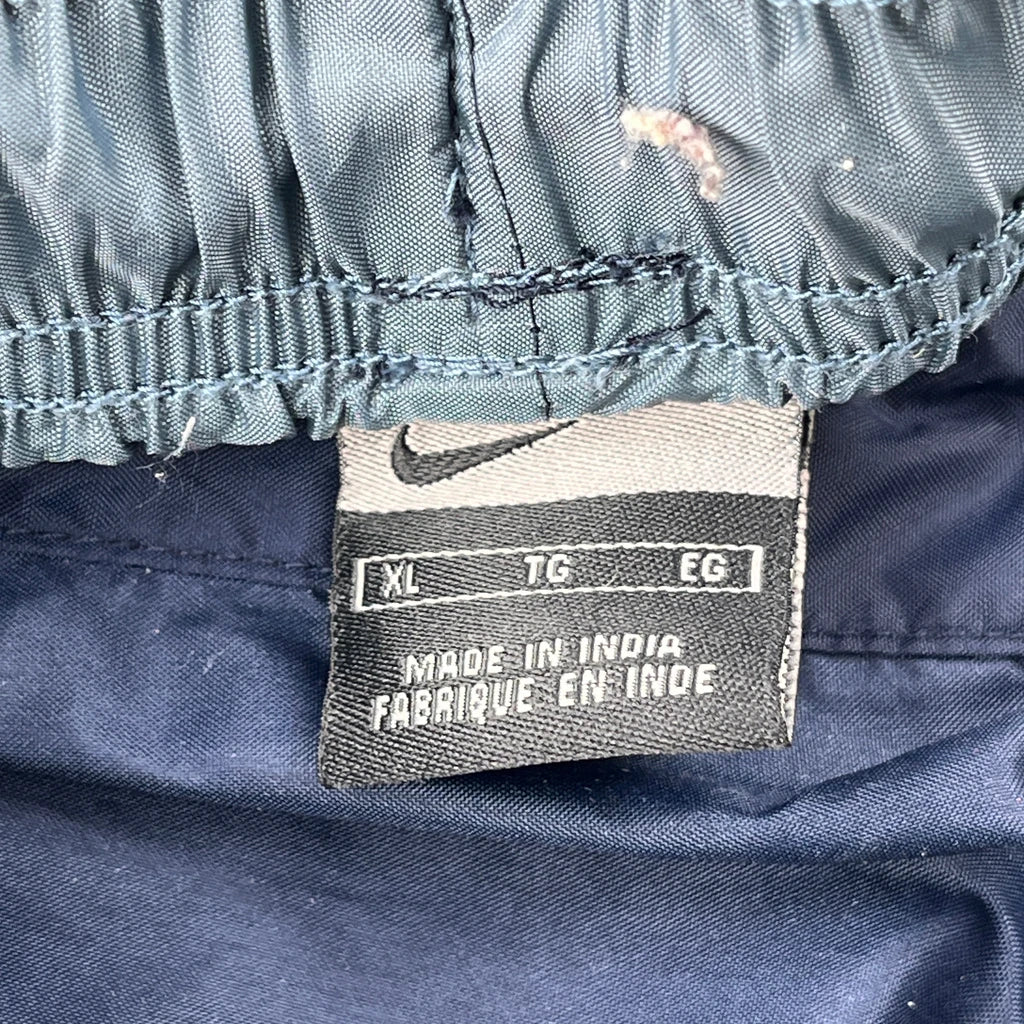 XL TG EG
MADE IN INDIA
FABRIQUE EN INDE